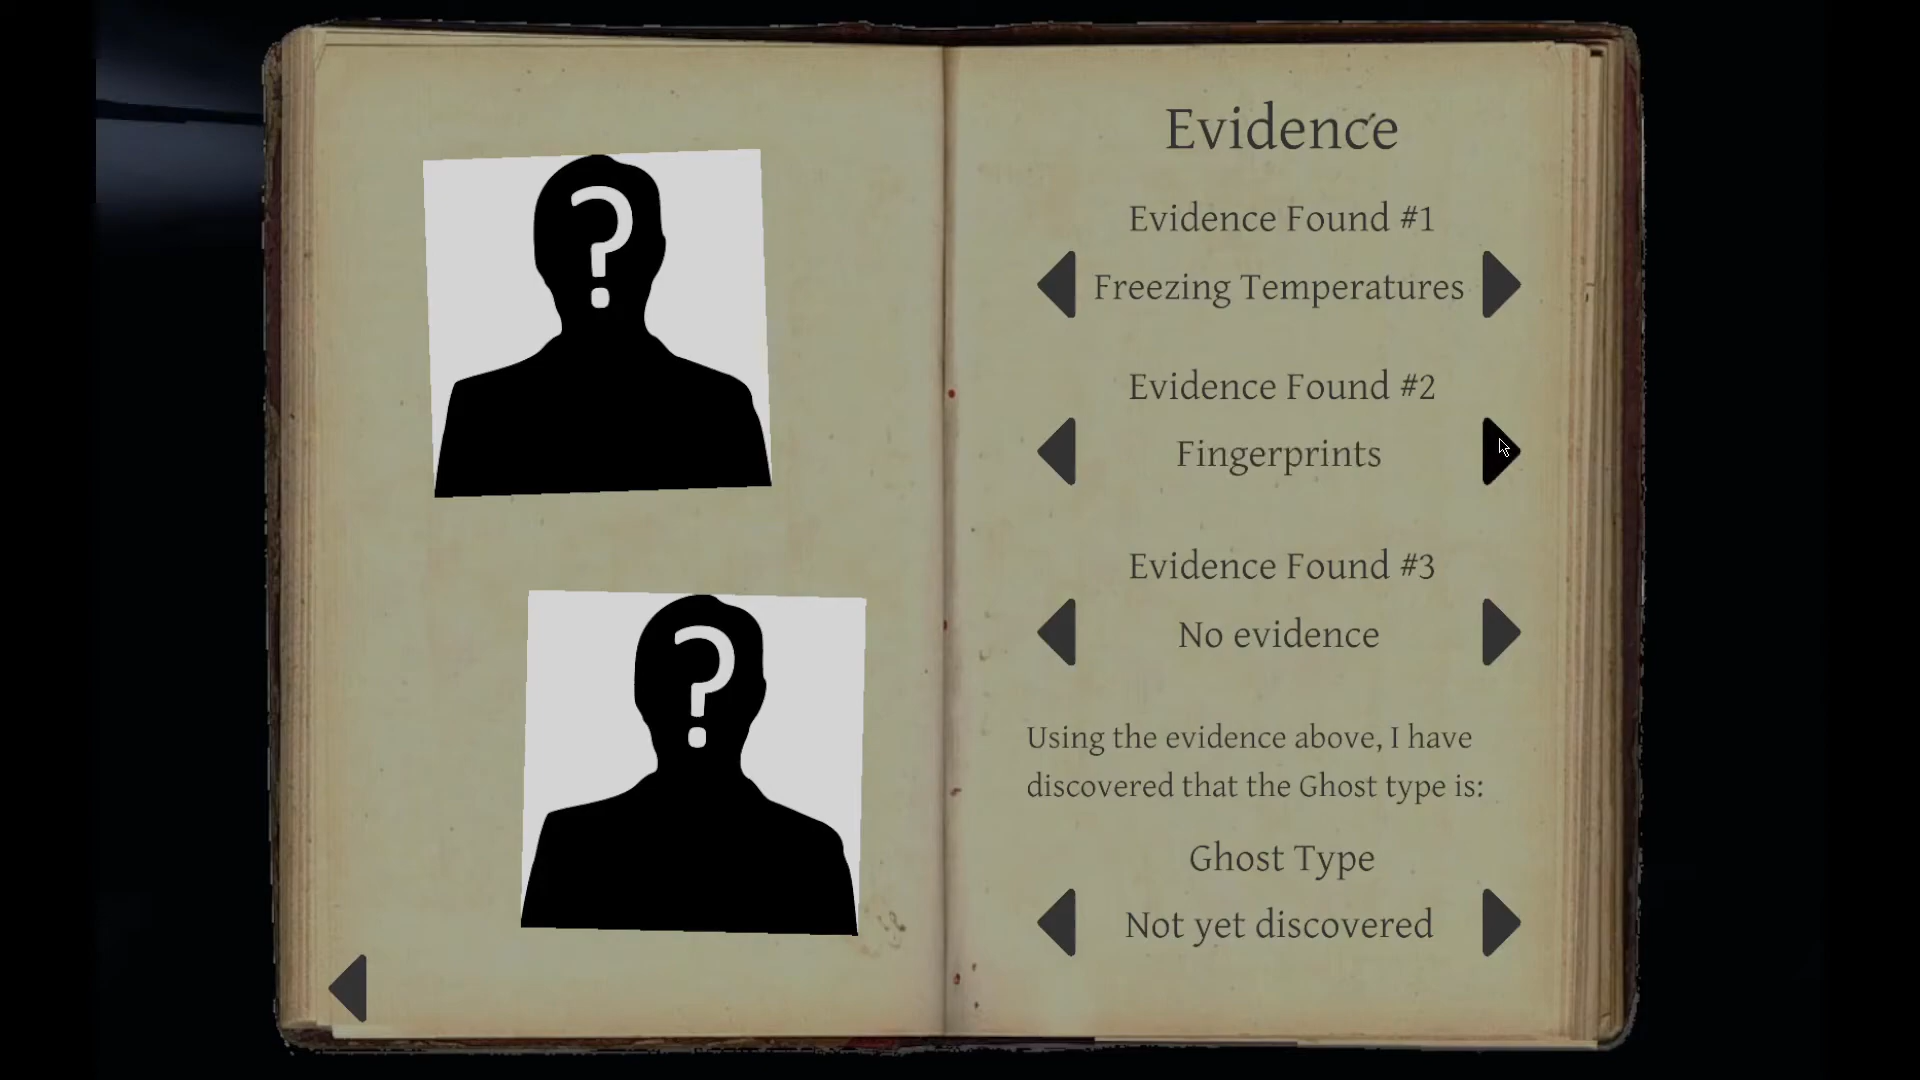 ?
?
Evidence
Evidence Found #1
Freezing Temperatures
Evidence Found #2
Fingerprints
Evidence Found #3
No evidence
Using the evidence above, I have
discovered that the Ghost type is:
Ghost Type
Not yet discovered